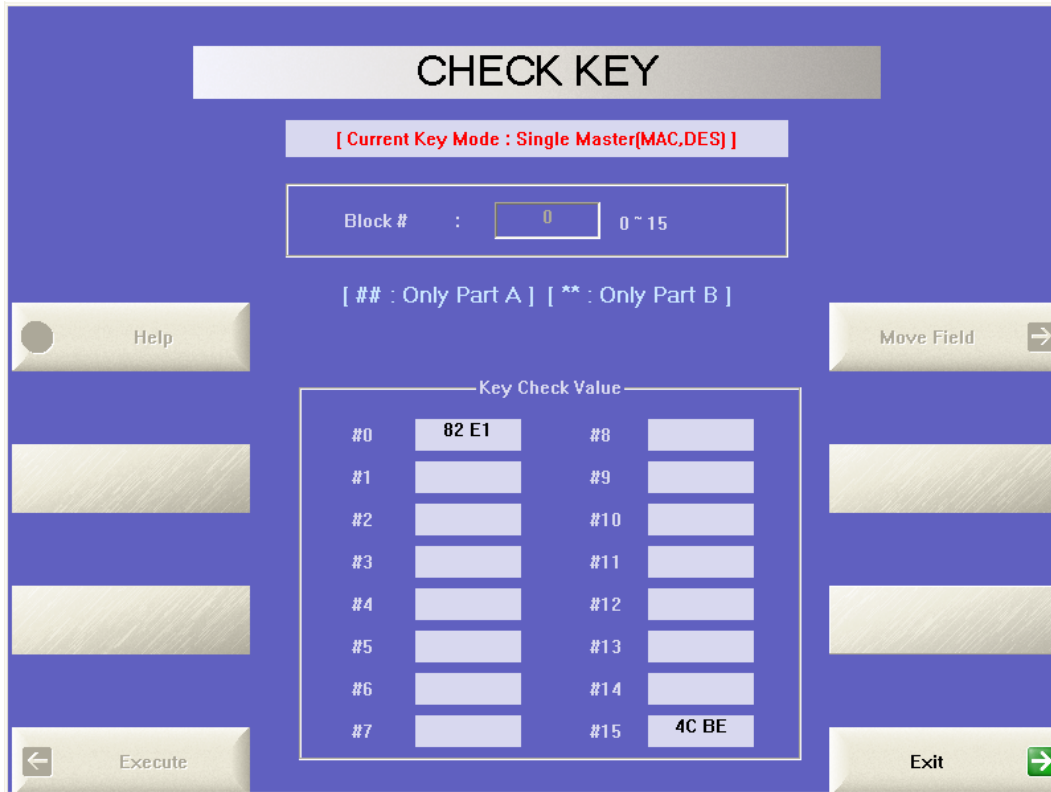 CHECK KEY
[ Current Key Mode : Single Master(MAC,DES) ]
Block # : 0 0 ~ 15
[ ## : Only Part A ] [ ** : Only Part B ]
Help
Move Field
Key Check Value
#0 82 E1 #8
#1 #9
#2 #10
#3 #11
#4 #12
#5 #13
#6 #14
#7 #15 4C BE
Execute
Exit